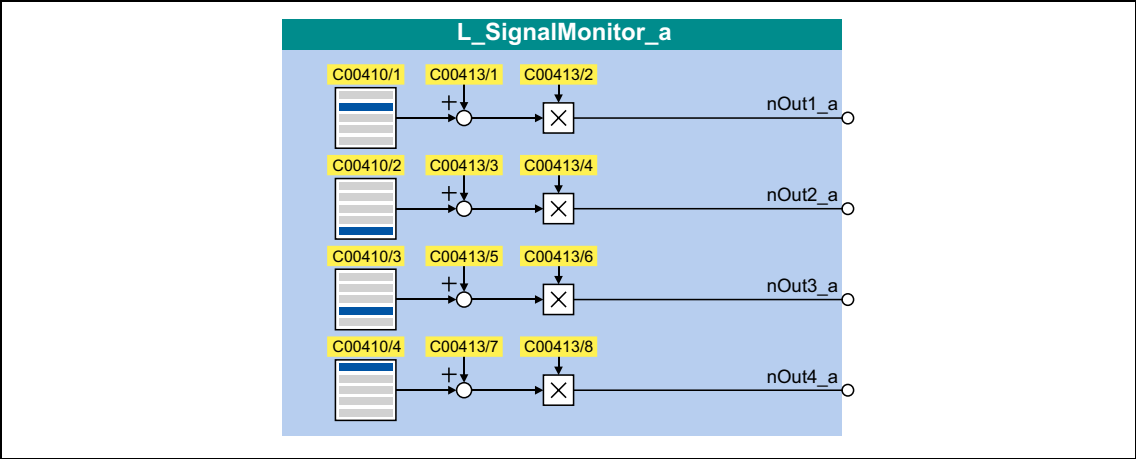 L_SignalMonitor_a
C00410/1 C00413/1 C00413/2
+
nOut1_a
C00410/2 C00413/3 C00413/4
+
nOut2_a
C00410/3 C00413/5 C00413/6
+
nOut3_a
C00410/4 C00413/7 C00413/8
+
nOut4_a